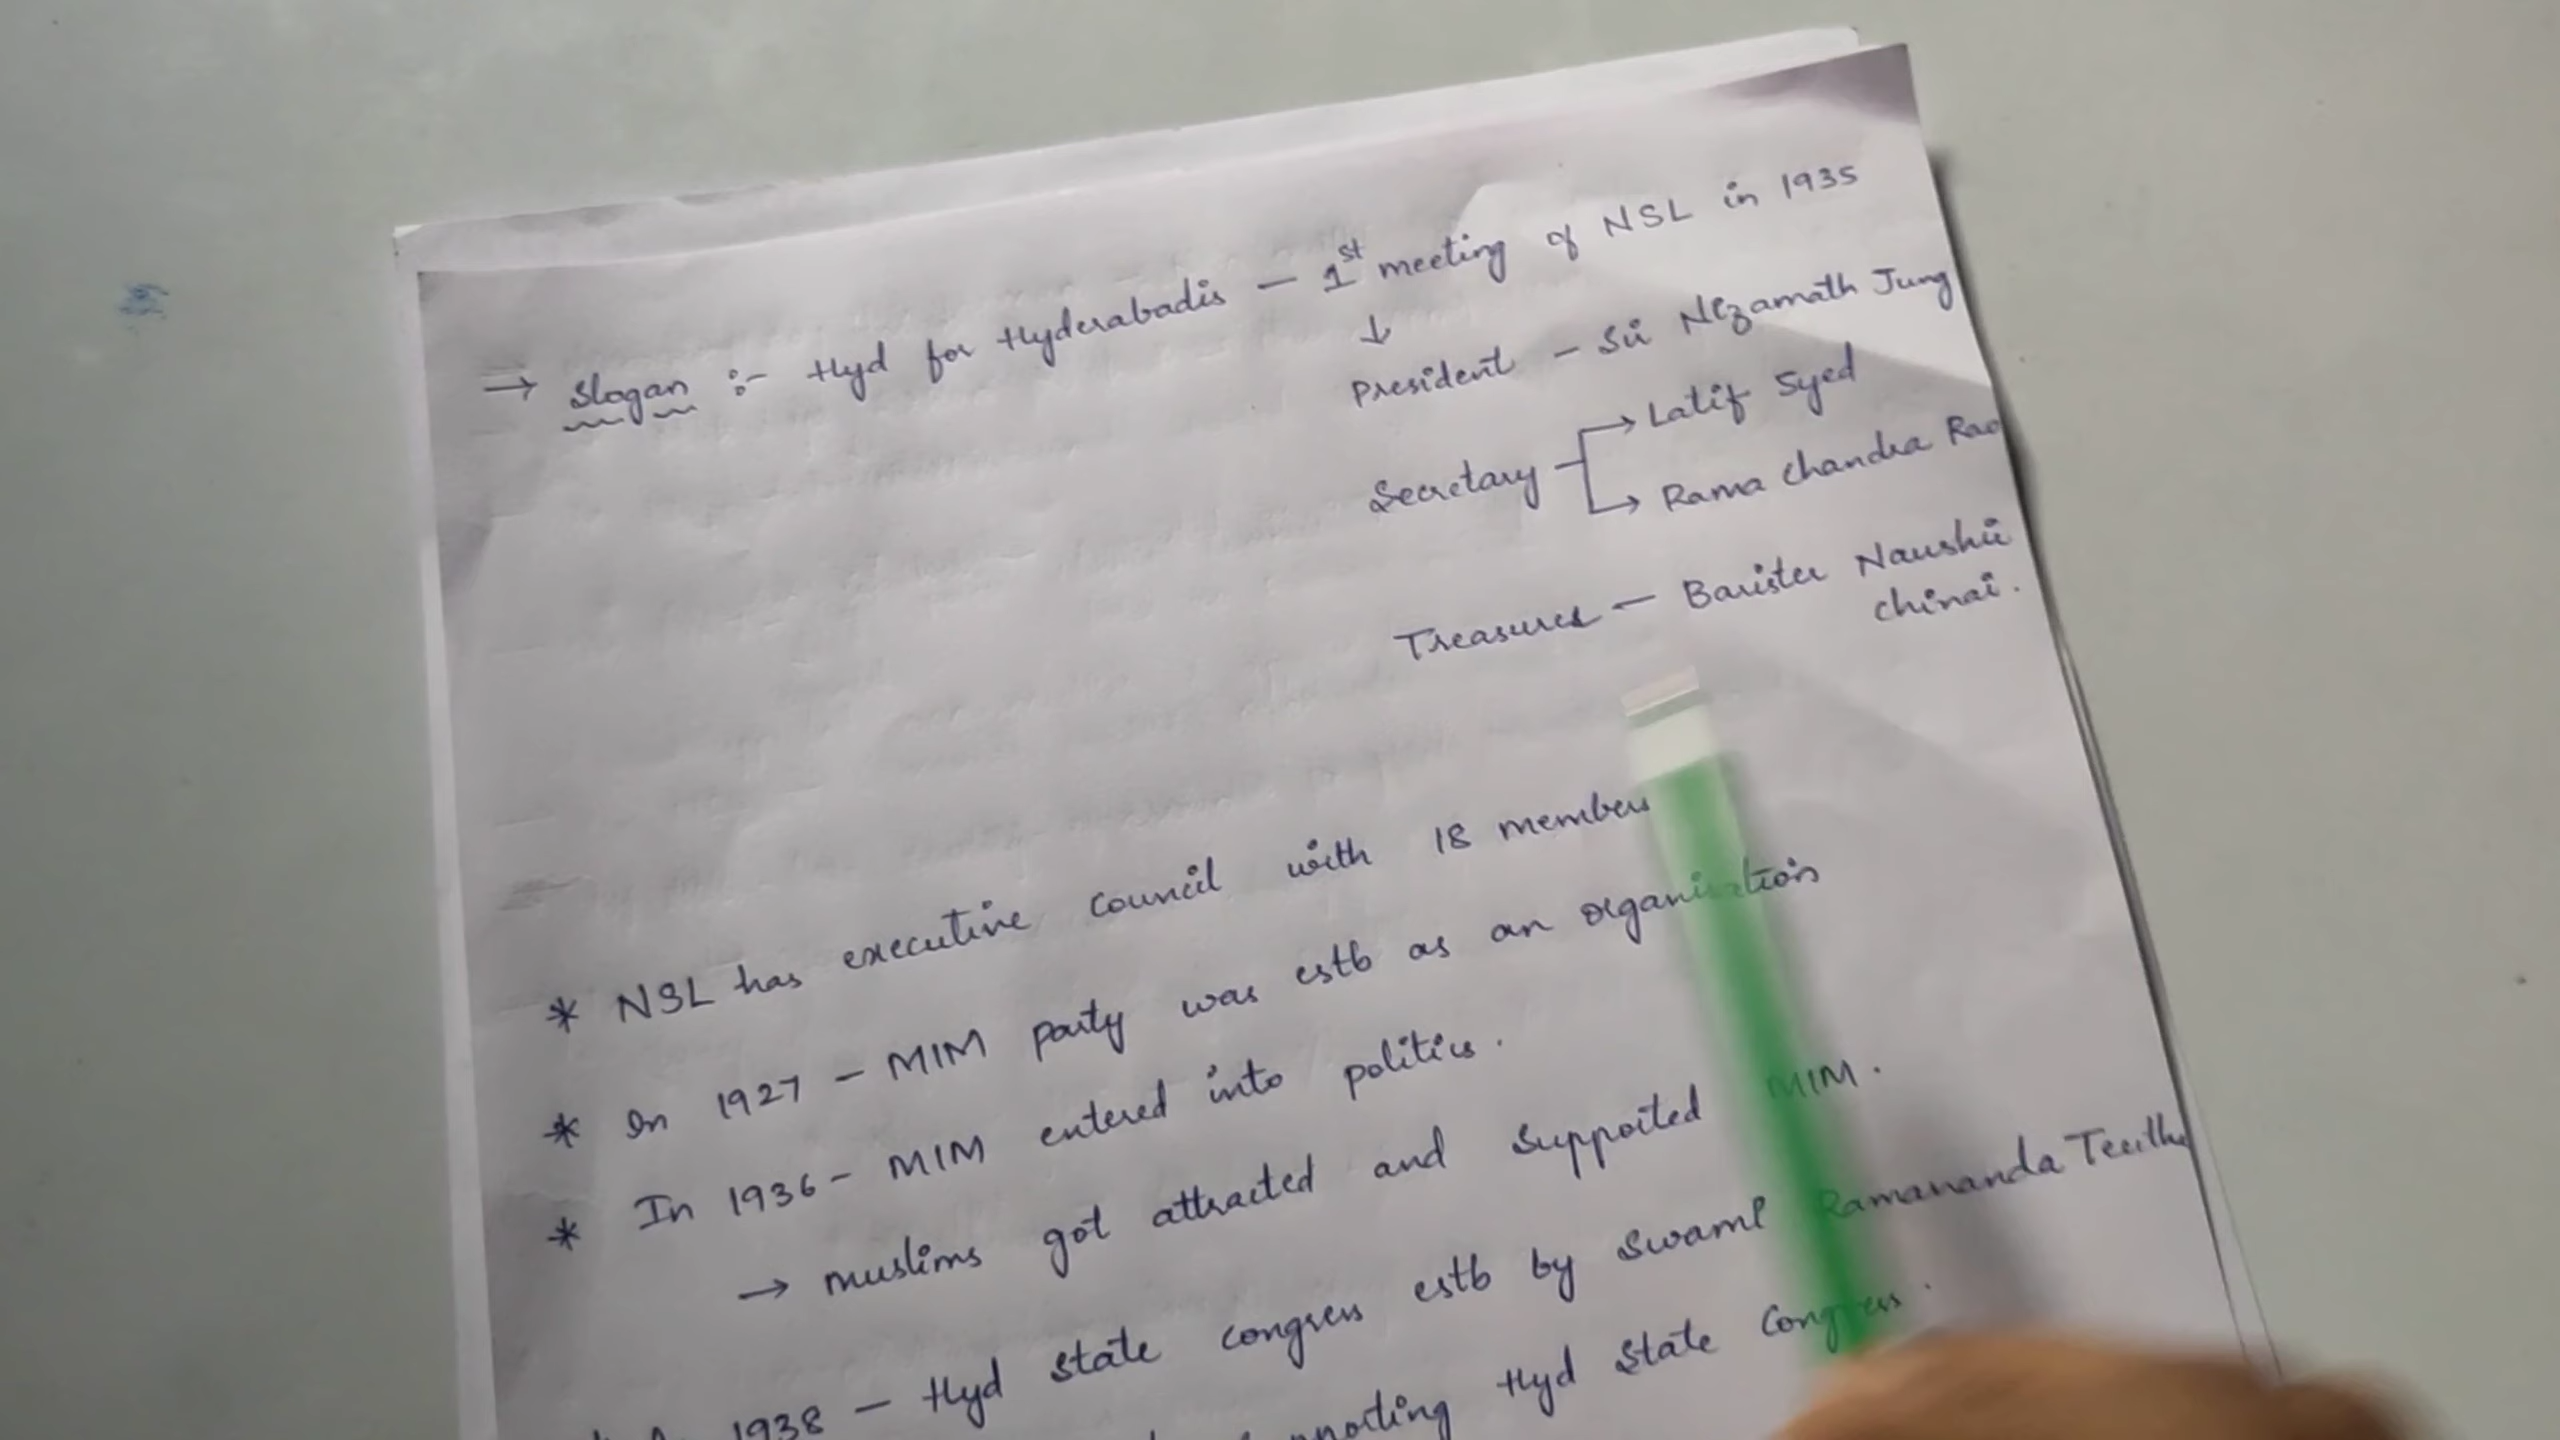 → Slogan :- Hyd for Hyderabadis — 1st meeting of NSL in 1935
↓
President - Sir Nizamath Jung
Secretary → Latif Syed
→ Rama chandra Rao
Treasurer — Barister Naushir
chinai.
* NSL has executive council with 18 members
* In 1927 - MIM party was estb as an organisation
* In 1936 - MIM entered into politics.
→ muslims got attracted and supported MIM.
1938 — Hyd state congress estb by Swami Ramananda Teertha
Hyd State Congress.